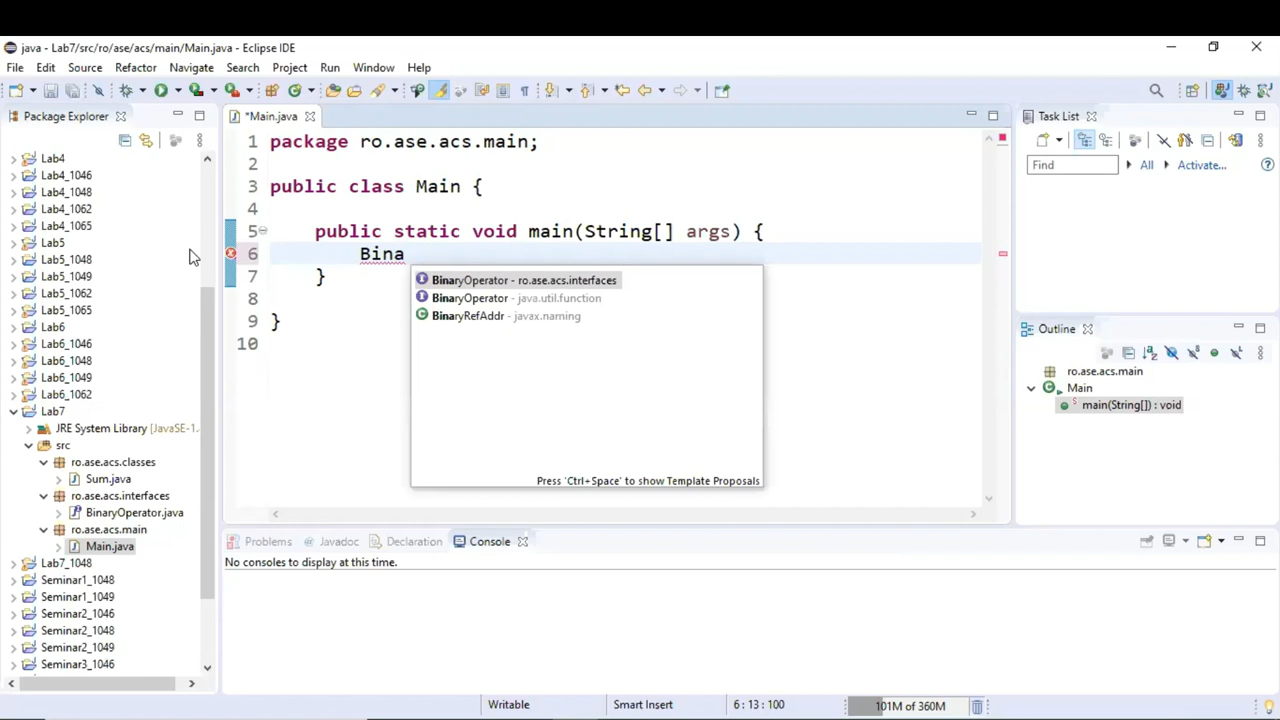 java - Lab7/src/ro/ase/acs/main/Main.java - Eclipse IDE
File Edit Source Refactor Navigate Search Project Run Window Help
Package Explorer
Lab4
Lab4_1046
Lab4_1048
Lab4_1062
Lab4_1065
Lab5
Lab5_1048
Lab5_1049
Lab5_1062
Lab5_1065
Lab6
Lab6_1046
Lab6_1048
Lab6_1049
Lab6_1062
Lab7
JRE System Library [JavaSE-1.
src
ro.ase.acs.classes
Sum.java
ro.ase.acs.interfaces
BinaryOperator.java
ro.ase.acs.main
Main.java
Lab7_1048
Seminar1_1048
Seminar1_1049
Seminar2_1046
Seminar2_1048
Seminar2_1049
Seminar3_1046
*Main.java
1 package ro.ase.acs.main;
2
3 public class Main {
4
5 public static void main(String[] args) {
6 Bina
7 }
8
9 }
10
BinaryOperator - ro.ase.acs.interfaces
BinaryOperator - java.util.function
BinaryRefAddr - javax.naming
Press 'Ctrl+Space' to show Template Proposals
Task List
Find All Activate...
Outline
ro.ase.acs.main
Main
main(String[]) : void
Problems Javadoc Declaration Console
No consoles to display at this time.
Writable Smart Insert 6 : 13 : 100 101M of 360M